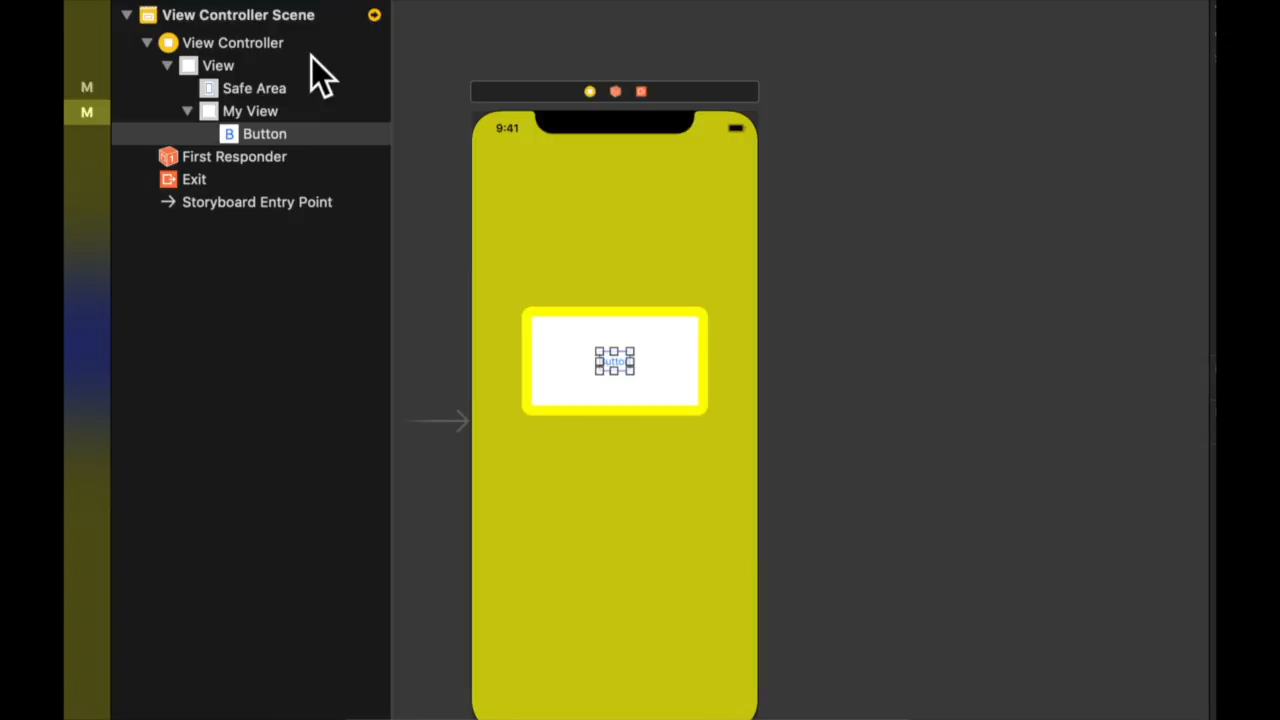 View Controller Scene
View Controller
View
M
Safe Area
M
My View
B Button
First Responder
Exit
Storyboard Entry Point
9:41